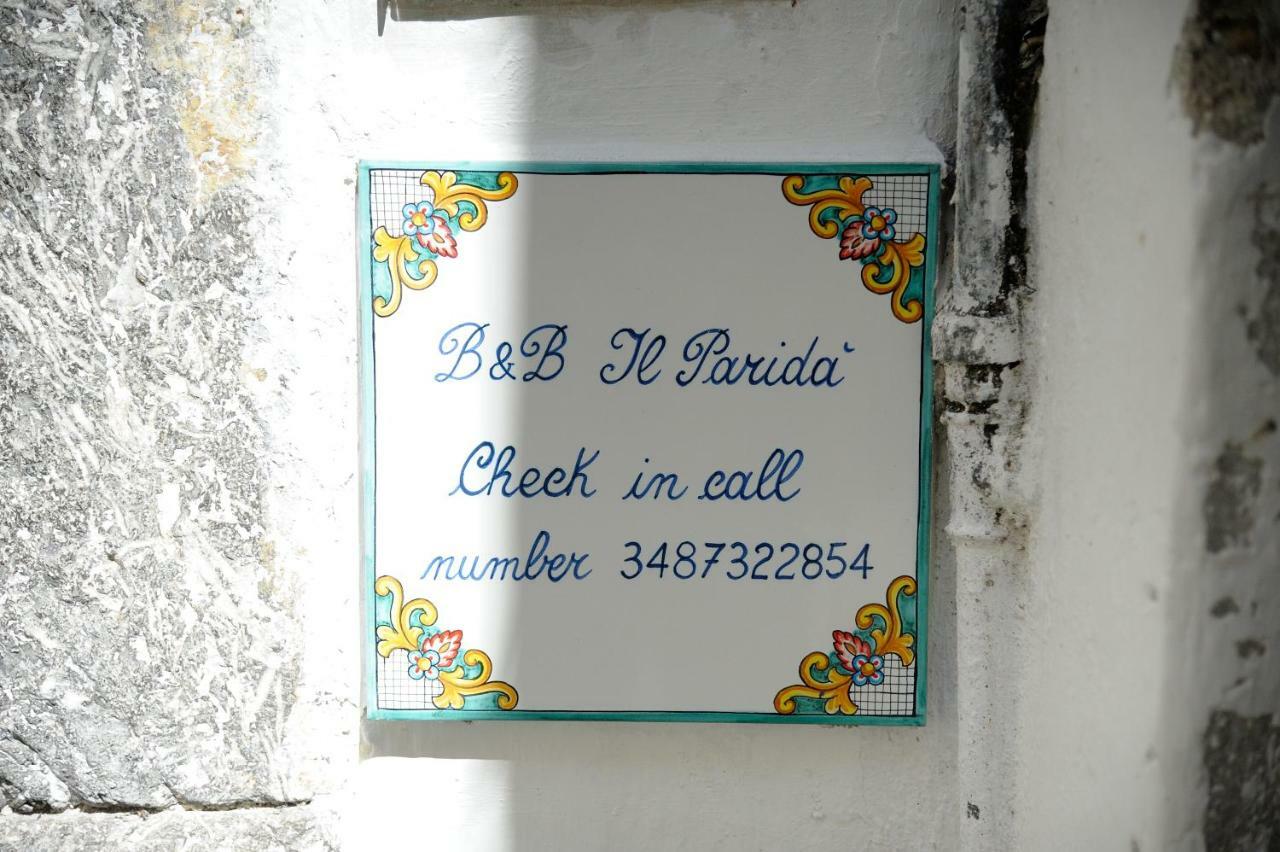 B&B Il Paridà
Check in call
number 3487322854